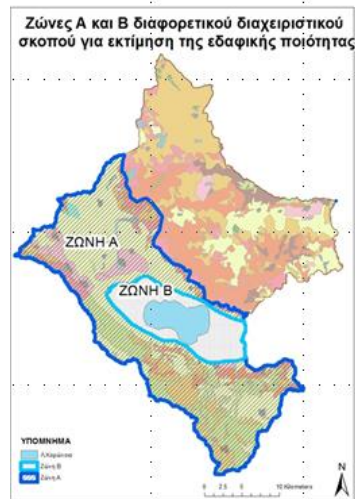 Ζώνες Α και Β διαφορετικού διαχειριστικού
σκοπού για εκτίμηση της εδαφικής ποιότητας
ΖΩΝΗ Α
ΖΩΝΗ Β
ΥΠΟΜΝΗΜΑ
Ζώνη Β
Ζώνη Α
0 2.5 5 10 Kilometers
N